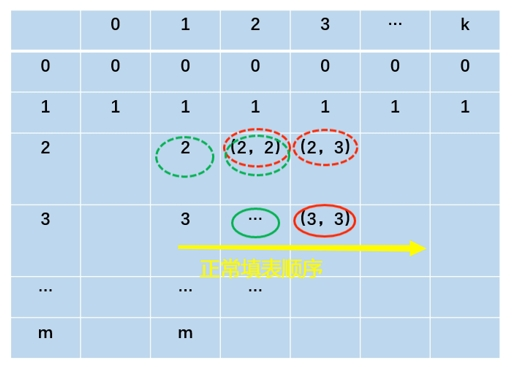 0 1 2 3 … k
0 0 0 0 0 0 0
1 1 1 1 1 1 1
2 2 (2, 2) (2, 3)
3 3 … (3, 3)
正常填表顺序
… … …
m m